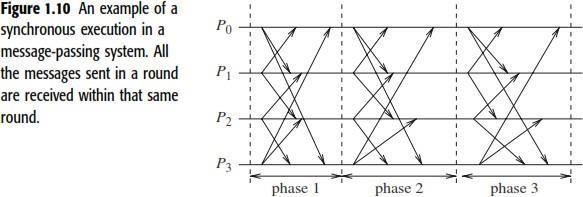 Figure 1.10 An example of a
synchronous execution in a
message-passing system. All
the messages sent in a round
are received within that same
round.
P0
P1
P2
P3
phase 1 phase 2 phase 3